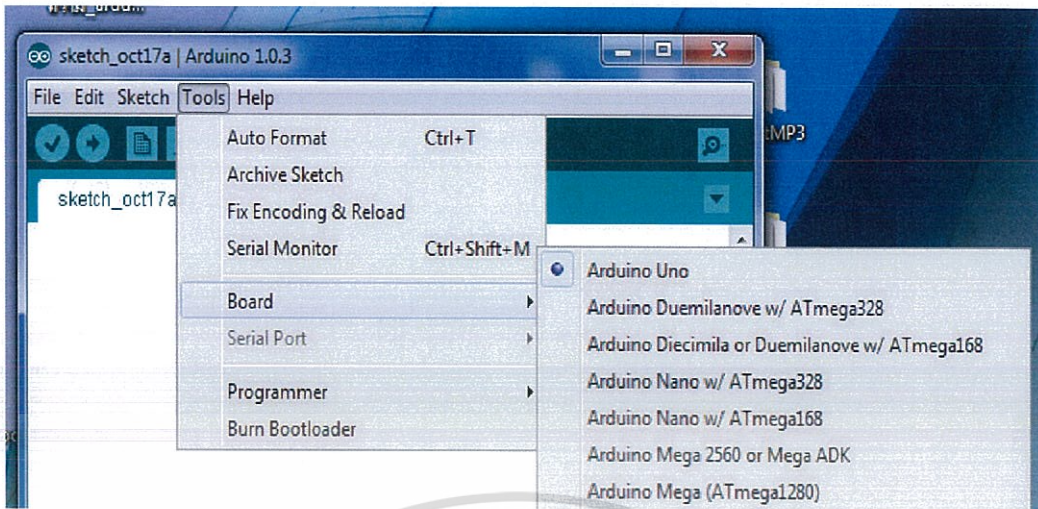 sketch_oct17a | Arduino 1.0.3
File Edit Sketch Tools Help
sketch_oct17a
Auto Format Ctrl+T
Archive Sketch
Fix Encoding & Reload
Serial Monitor Ctrl+Shift+M
Board
Serial Port
Programmer
Burn Bootloader
Arduino Uno
Arduino Duemilanove w/ ATmega328
Arduino Diecimila or Duemilanove w/ ATmega168
Arduino Nano w/ ATmega328
Arduino Nano w/ ATmega168
Arduino Mega 2560 or Mega ADK
Arduino Mega (ATmega1280)
tMP3